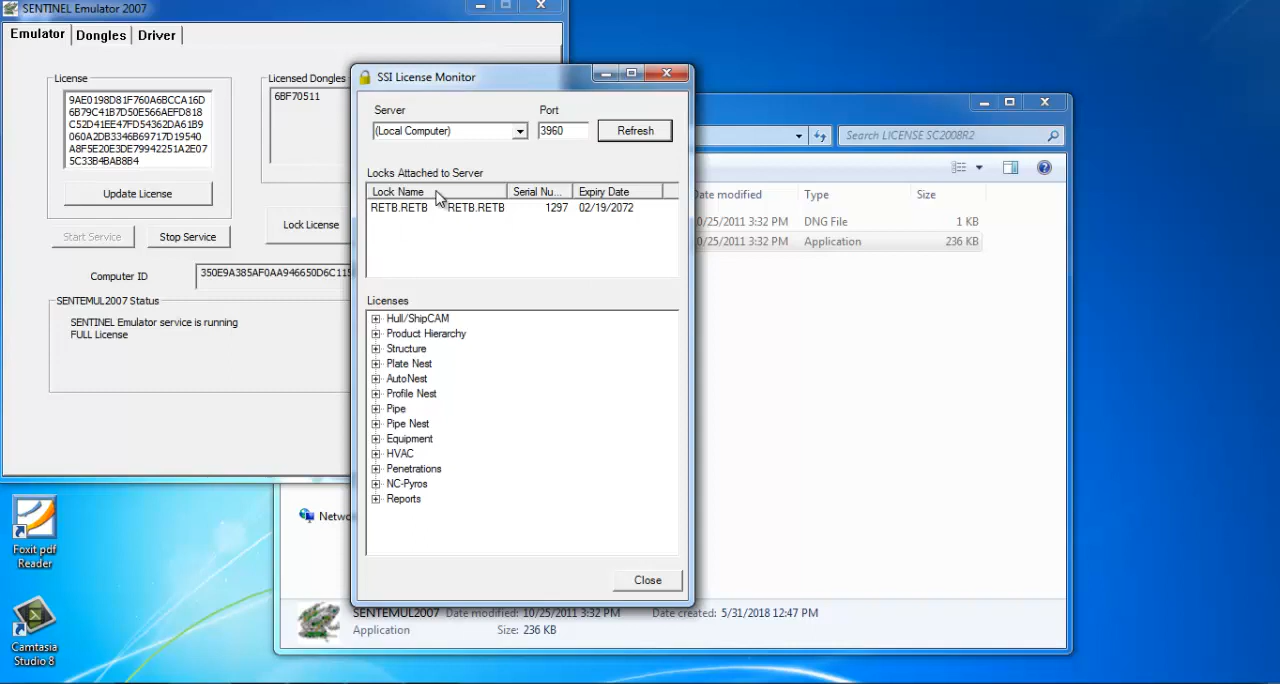 SENTINEL Emulator 2007
Emulator Dongles Driver
License
9AE0198D81F760A6BCCA16D
6B79C41B7D50E566AEFD818
C52D41EE47FD54362DA61B9
060A2DB3346B69717D19540
A8F5E20E3DE79942251A2E07
5C33B4BAB8B4
Update License
Licensed Dongles
6BF70511
Start Service
Stop Service
Lock License
Computer ID
350E9A385AF0AA946650D6C115
SENTEMUL2007 Status
SENTINEL Emulator service is running
FULL License
SSI License Monitor
Server
Port
(Local Computer)
3960
Refresh
Locks Attached to Server
Lock Name Serial Nu... Expiry Date
RETB.RETB RETB.RETB 1297 02/19/2072
Licenses
Hull/ShipCAM
Product Hierarchy
Structure
Plate Nest
AutoNest
Profile Nest
Pipe
Pipe Nest
Equipment
HVAC
Penetrations
NC-Pyros
Reports
Close
Search LICENSE SC2008R2
Date modified Type Size
0/25/2011 3:32 PM DNG File 1 KB
0/25/2011 3:32 PM Application 236 KB
SENTEMUL2007 Date modified: 10/25/2011 3:32 PM Date created: 5/31/2018 12:47 PM
Application Size: 236 KB
Foxit pdf
Reader
Camtasia
Studio 8